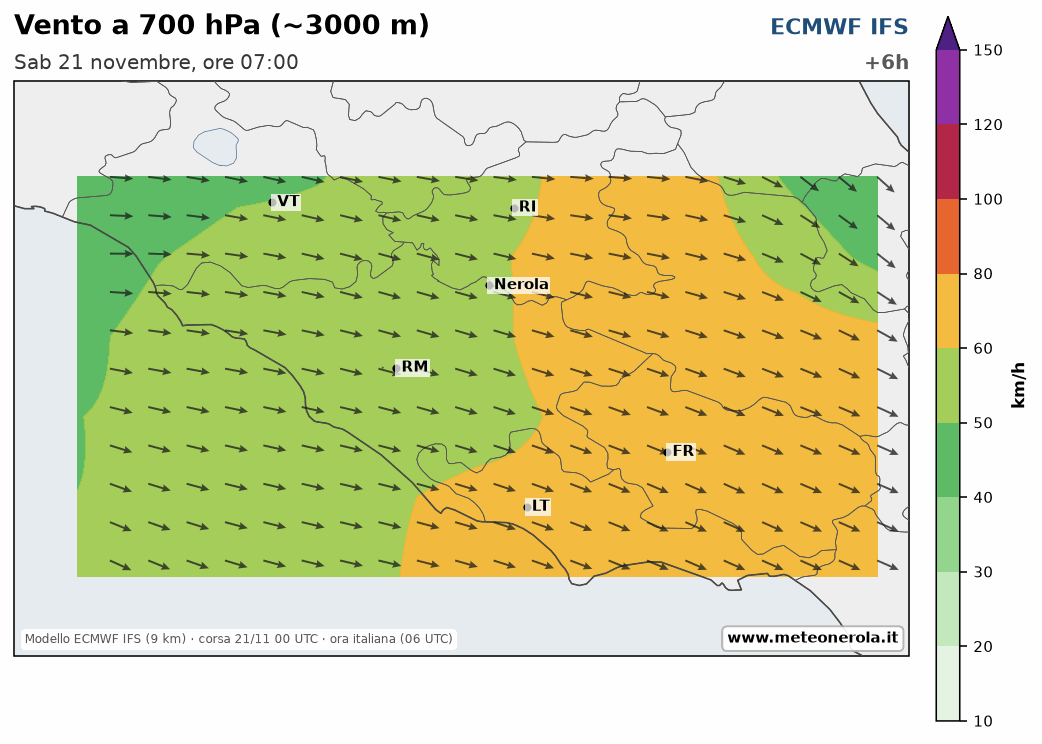 Vento a 700 hPa (~3000 m)
ECMWF IFS
Sab 21 novembre, ore 07:00
+6h
150
120
100
80
60
50
40
30
20
10
km/h
VT
RI
Nerola
RM
FR
LT
Modello ECMWF IFS (9 km) · corsa 21/11 00 UTC · ora italiana (06 UTC)
www.meteonerola.it